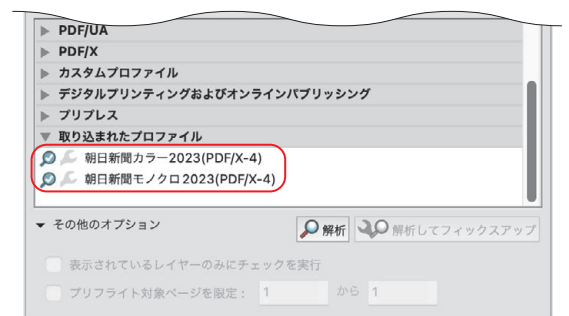 PDF/UA
PDF/X
カスタムプロファイル
デジタルプリンティングおよびオンラインパブリッシング
プリプレス
取り込まれたプロファイル
朝日新聞カラー2023(PDF/X-4)
朝日新聞モノクロ2023(PDF/X-4)
その他のオプション 解析 解析してフィックスアップ
表示されているレイヤーのみにチェックを実行
プリフライト対象ページを限定： 1 から 1